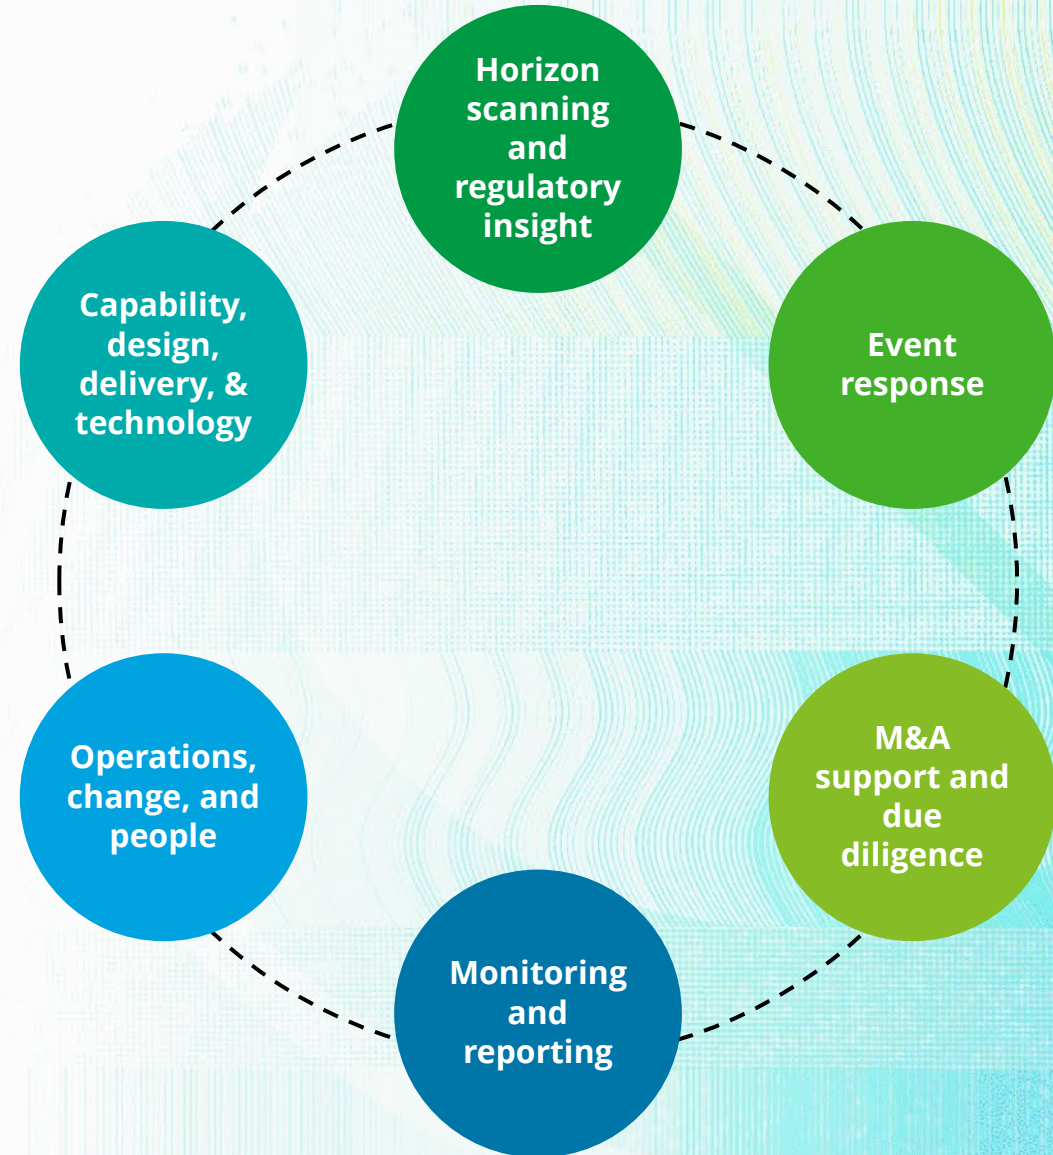 Horizon
scanning
and
regulatory
insight
Event
response
M&A
support and
due
diligence
Monitoring
and
reporting
Operations,
change, and
people
Capability,
design,
delivery, &
technology